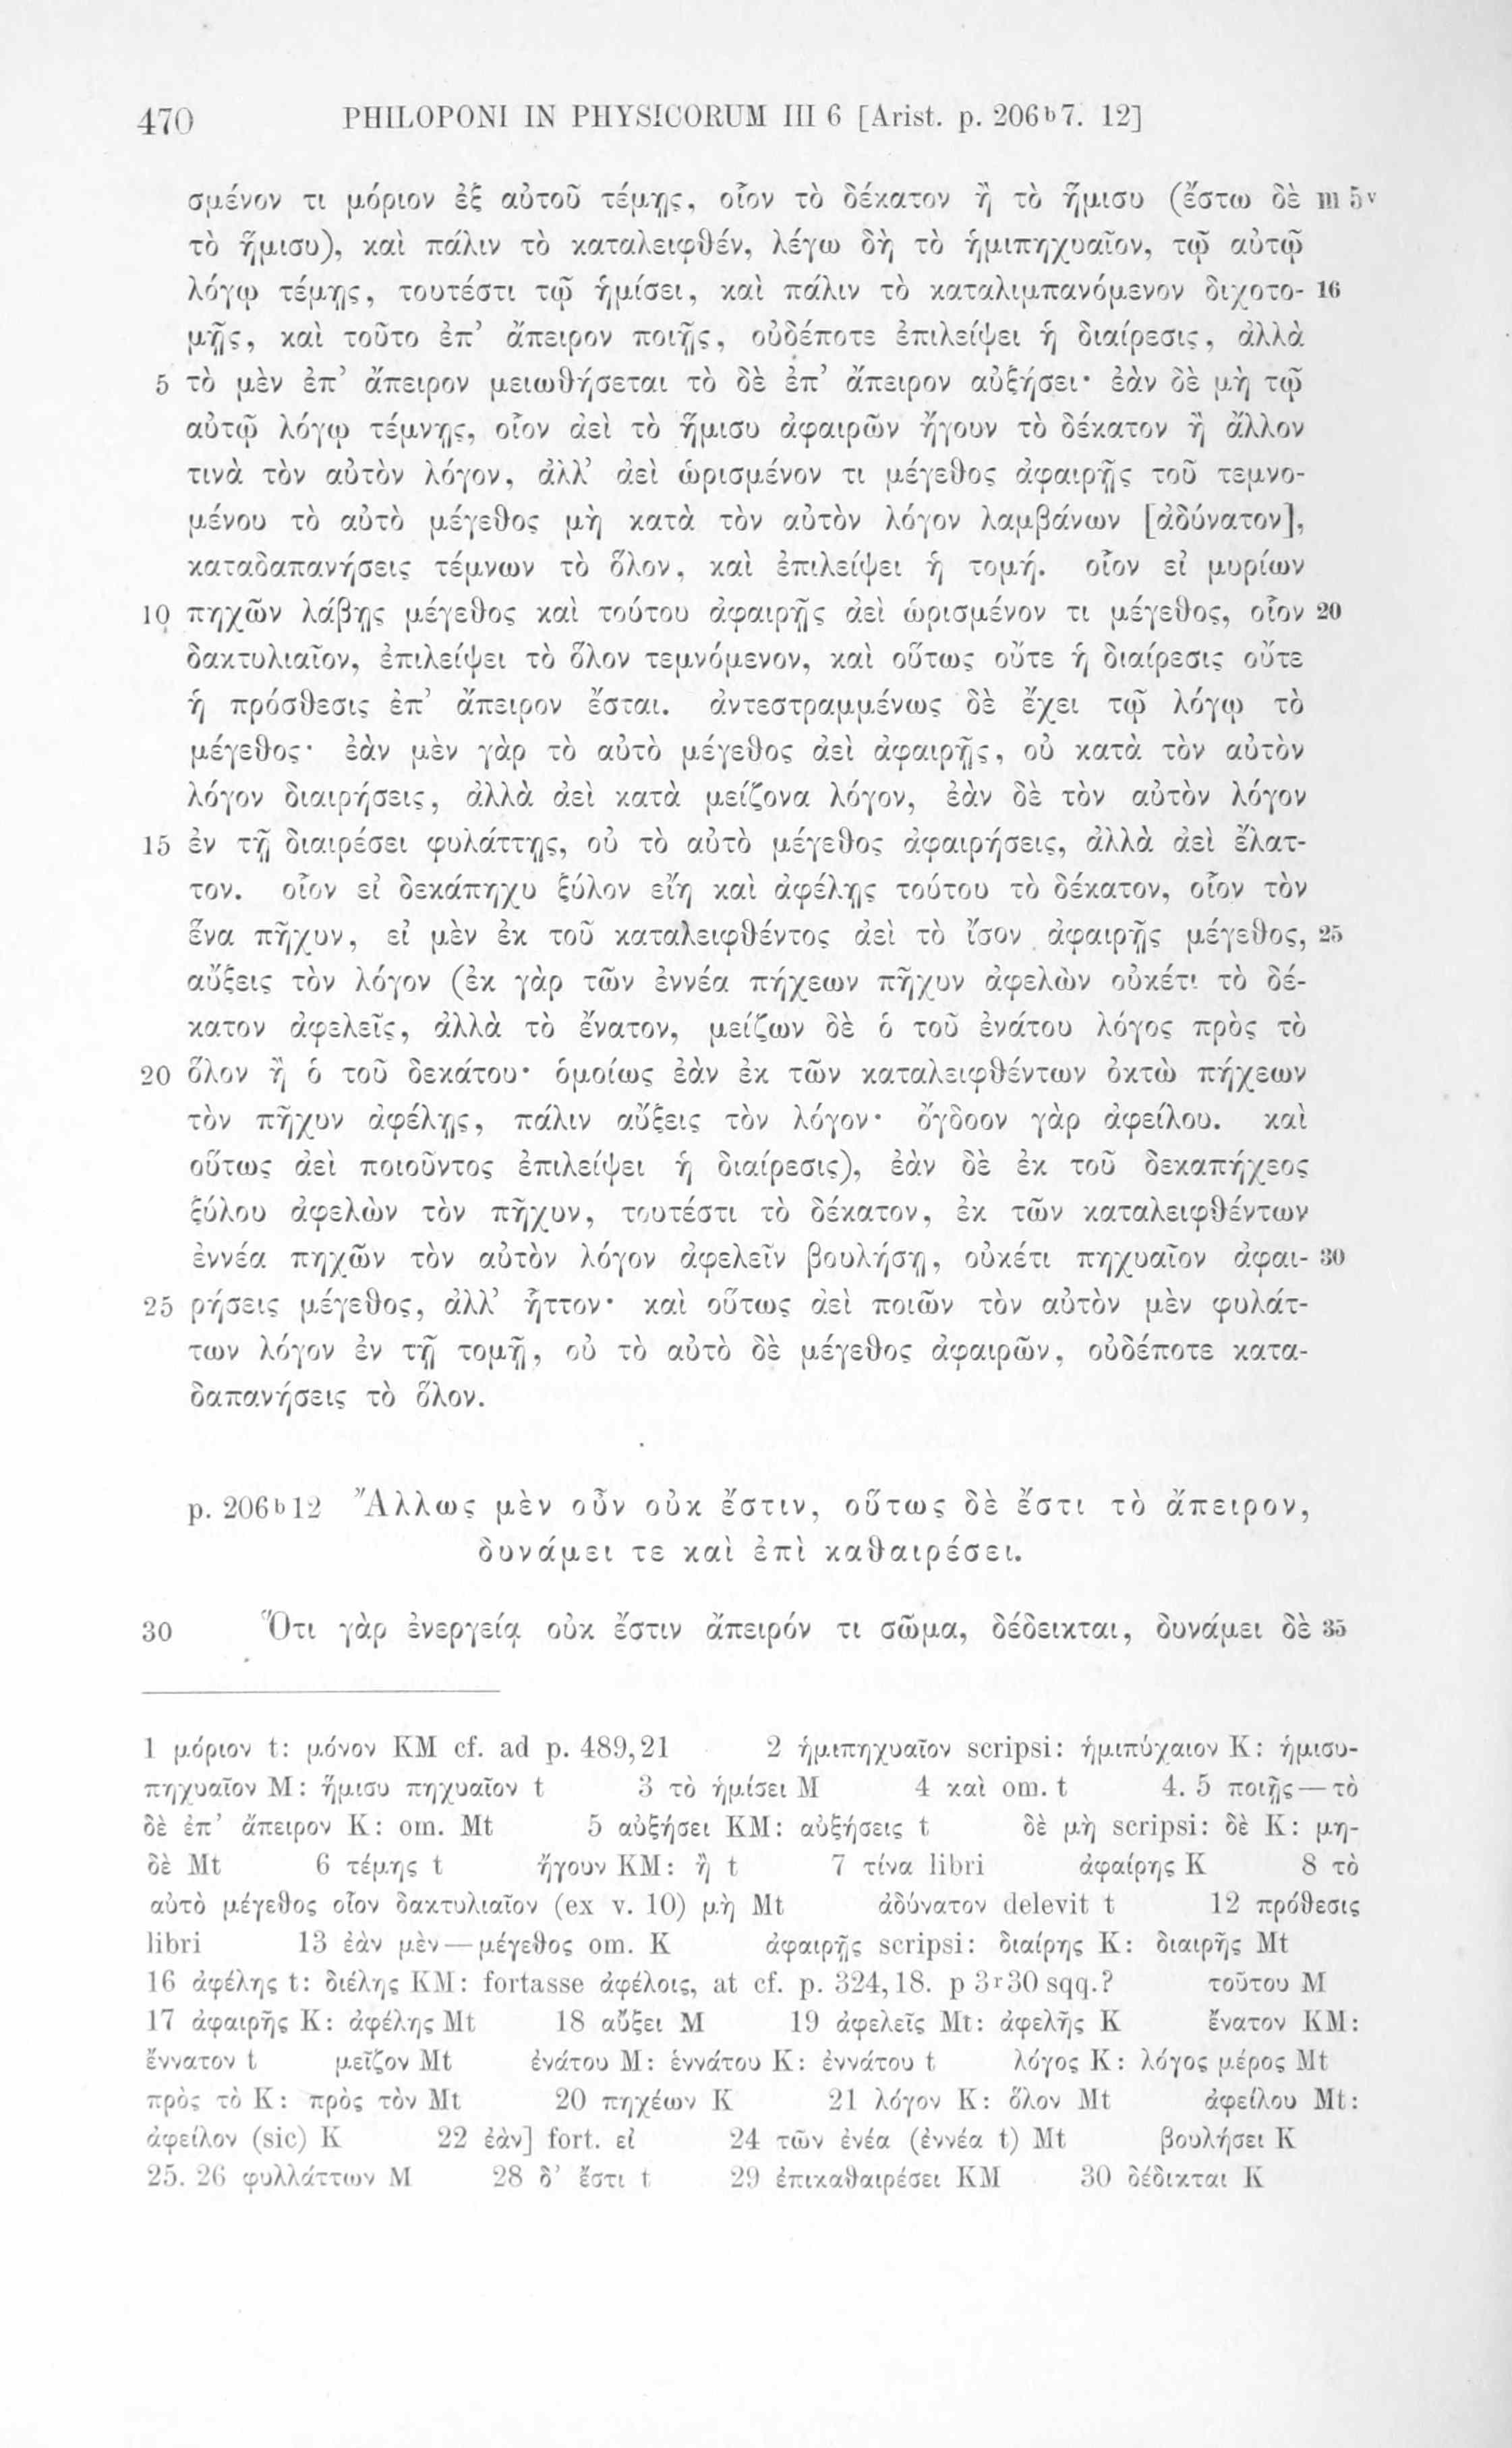 470 PHILOPONI IN PHYSICORUM III 6 [Arist. p. 206ᵇ7. 12]
σμένον τι μόριον ἐξ αὐτοῦ τέμῃς, οἷον τὸ δέκατον ἢ τὸ ἥμισυ (ἔστω δὲ m 5ᵛ
τὸ ἥμισυ), καὶ πάλιν τὸ καταλειφθέν, λέγω δὴ τὸ ἡμιπηχυαῖον, τῷ αὐτῷ
λόγῳ τέμῃς, τουτέστι τῷ ἡμίσει, καὶ πάλιν τὸ καταλιμπανόμενον διχοτο- 16
μῇς, καὶ τοῦτο ἐπ’ ἄπειρον ποιῇς, οὐδέποτε ἐπιλείψει ἡ διαίρεσις, ἀλλὰ
5 τὸ μὲν ἐπ’ ἄπειρον μειωθήσεται τὸ δὲ ἐπ’ ἄπειρον αὐξήσει· ἐὰν δὲ μὴ τῷ
αὐτῷ λόγῳ τέμνῃς, οἷον ἀεὶ τὸ ἥμισυ ἀφαιρῶν ἤγουν τὸ δέκατον ἢ ἄλλον
τινὰ τὸν αὐτὸν λόγον, ἀλλ’ ἀεὶ ὡρισμένον τι μέγεθος ἀφαιρῇς τοῦ τεμνο-
μένου τὸ αὐτὸ μέγεθος μὴ κατὰ τὸν αὐτὸν λόγον λαμβάνων [ἀδύνατον],
καταδαπανήσεις τέμνων τὸ ὅλον, καὶ ἐπιλείψει ἡ τομή. οἷον εἰ μυρίων
10 πηχῶν λάβῃς μέγεθος καὶ τούτου ἀφαιρῇς ἀεὶ ὡρισμένον τι μέγεθος, οἷον 20
δακτυλιαῖον, ἐπιλείψει τὸ ὅλον τεμνόμενον, καὶ οὕτως οὔτε ἡ διαίρεσις οὔτε
ἡ πρόσθεσις ἐπ’ ἄπειρον ἔσται. ἀντεστραμμένως δὲ ἔχει τῷ λόγῳ τὸ
μέγεθος· ἐὰν μὲν γὰρ τὸ αὐτὸ μέγεθος ἀεὶ ἀφαιρῇς, οὐ κατὰ τὸν αὐτὸν
λόγον διαιρήσεις, ἀλλὰ ἀεὶ κατὰ μείζονα λόγον, ἐὰν δὲ τὸν αὐτὸν λόγον
15 ἐν τῇ διαιρέσει φυλάττῃς, οὐ τὸ αὐτὸ μέγεθος ἀφαιρήσεις, ἀλλὰ ἀεὶ ἔλατ-
τον. οἷον εἰ δεκάπηχυ ξύλον εἴη καὶ ἀφέλῃς τούτου τὸ δέκατον, οἷον τὸν
ἕνα πῆχυν, εἰ μὲν ἐκ τοῦ καταλειφθέντος ἀεὶ τὸ ἴσον ἀφαιρῇς μέγεθος, 25
αὔξεις τὸν λόγον (ἐκ γὰρ τῶν ἐννέα πήχεων πῆχυν ἀφελὼν οὐκέτι τὸ δέ-
κατον ἀφελεῖς, ἀλλὰ τὸ ἔνατον, μείζων δὲ ὁ τοῦ ἐνάτου λόγος πρὸς τὸ
20 ὅλον ἢ ὁ τοῦ δεκάτου· ὁμοίως ἐὰν ἐκ τῶν καταλειφθέντων ὀκτὼ πήχεων
τὸν πῆχυν ἀφέλῃς, πάλιν αὔξεις τὸν λόγον· ὄγδοον γὰρ ἀφείλου. καὶ
οὕτως ἀεὶ ποιοῦντος ἐπιλείψει ἡ διαίρεσις), ἐὰν δὲ ἐκ τοῦ δεκαπήχεος
ξύλου ἀφελὼν τὸν πῆχυν, τουτέστι τὸ δέκατον, ἐκ τῶν καταλειφθέντων
ἐννέα πηχῶν τὸν αὐτὸν λόγον ἀφελεῖν βουλήσῃ, οὐκέτι πηχυαῖον ἀφαι- 30
25 ρήσεις μέγεθος, ἀλλ’ ἧττον· καὶ οὕτως ἀεὶ ποιῶν τὸν αὐτὸν μὲν φυλάτ-
των λόγον ἐν τῇ τομῇ, οὐ τὸ αὐτὸ δὲ μέγεθος ἀφαιρῶν, οὐδέποτε κατα-
δαπανήσεις τὸ ὅλον.
p. 206ᵇ12 Ἄλλως μὲν οὖν οὐκ ἔστιν, οὕτως δὲ ἔστι τὸ ἄπειρον,
δυνάμει τε καὶ ἐπὶ καθαιρέσει.
30 Ὅτι γὰρ ἐνεργείᾳ οὐκ ἔστιν ἄπειρόν τι σῶμα, δέδεικται, δυνάμει δὲ 35
1 μόριον t: μόνον KM cf. ad p. 489,21 2 ἡμιπηχυαῖον scripsi: ἡμιπύχαιον K: ἡμισυ-
πηχυαῖον M: ἥμισυ πηχυαῖον t 3 τὸ ἡμίσει M 4 καὶ om. t 4. 5 ποιῇς — τὸ
δὲ ἐπ’ ἄπειρον K: om. Mt 5 αὐξήσει KM: αὐξήσεις t δὲ μὴ scripsi: δὲ K: μη-
δὲ Mt 6 τέμης t ἤγουν KM: ἢ t 7 τίνα libri ἀφαίρης K 8 τὸ
αὐτὸ μέγεθος οἷον δακτυλιαῖον (ex v. 10) μὴ Mt ἀδύνατον delevit t 12 πρόθεσις
libri 13 ἐὰν μὲν — μέγεθος om. K ἀφαιρῇς scripsi: διαίρης K: διαιρῆς Mt
16 ἀφέλης t: διέλης KM: fortasse ἀφέλοις, at cf. p. 324,18. p 3ʳ30 sqq.? τοῦτου M
17 ἀφαιρῆς K: ἀφέλης Mt 18 αὔξει M 19 ἀφελεῖς Mt: ἀφελῆς K ἔνατον KM:
ἔννατον t μεῖζον Mt ἐνάτου M: ἑννάτου K: ἐννάτου t λόγος K: λόγος μέρος Mt
πρὸς τὸ K: πρὸς τὸν Mt 20 πηχέων K 21 λόγον K: ὅλον Mt ἀφείλου Mt:
ἀφείλον (sic) K 22 ἐὰν] fort. εἰ 24 τῶν ἐνέα (ἐννέα t) Mt βουλήσει K
25. 26 φυλλάττων M 28 δ’ ἔστι t 29 ἐπικαθαιρέσει KM 30 δέδικται K